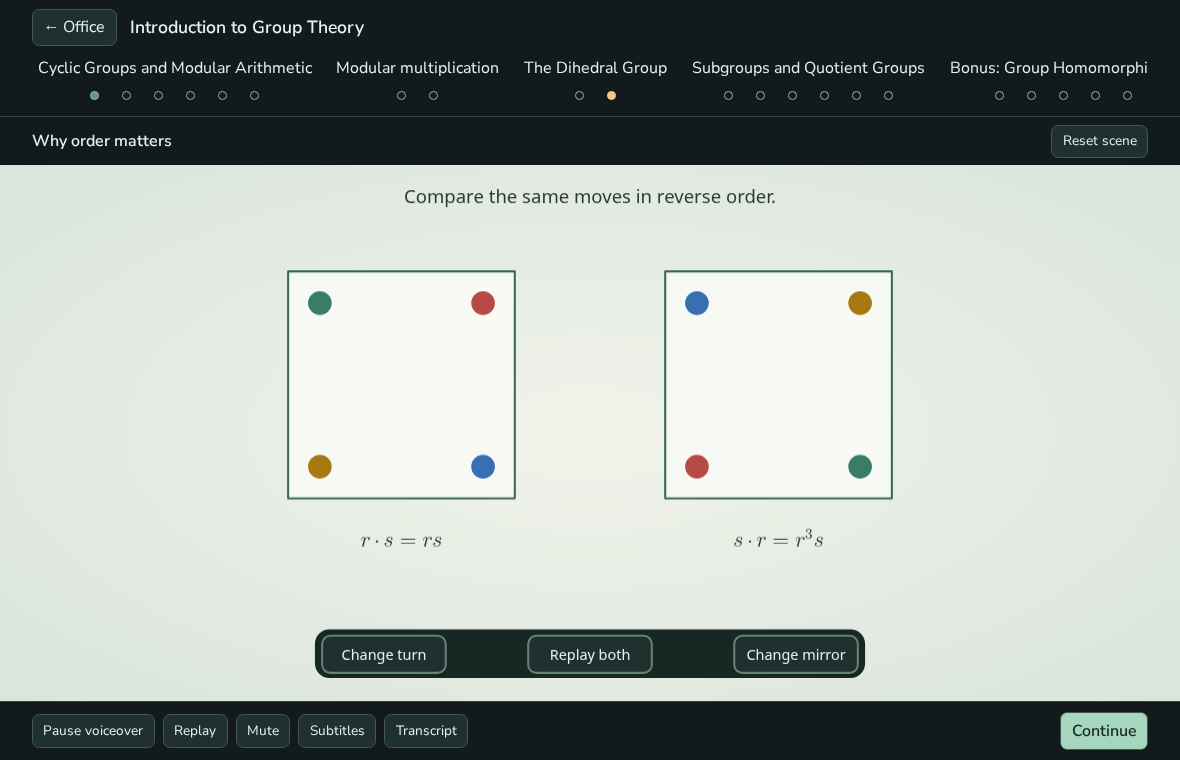 ← Office
Introduction to Group Theory
Cyclic Groups and Modular Arithmetic
Modular multiplication
The Dihedral Group
Subgroups and Quotient Groups
Bonus: Group Homomorphi
Why order matters
Reset scene
Compare the same moves in reverse order.
r · s = rs
s · r = r³s
Change turn
Replay both
Change mirror
Pause voiceover
Replay
Mute
Subtitles
Transcript
Continue